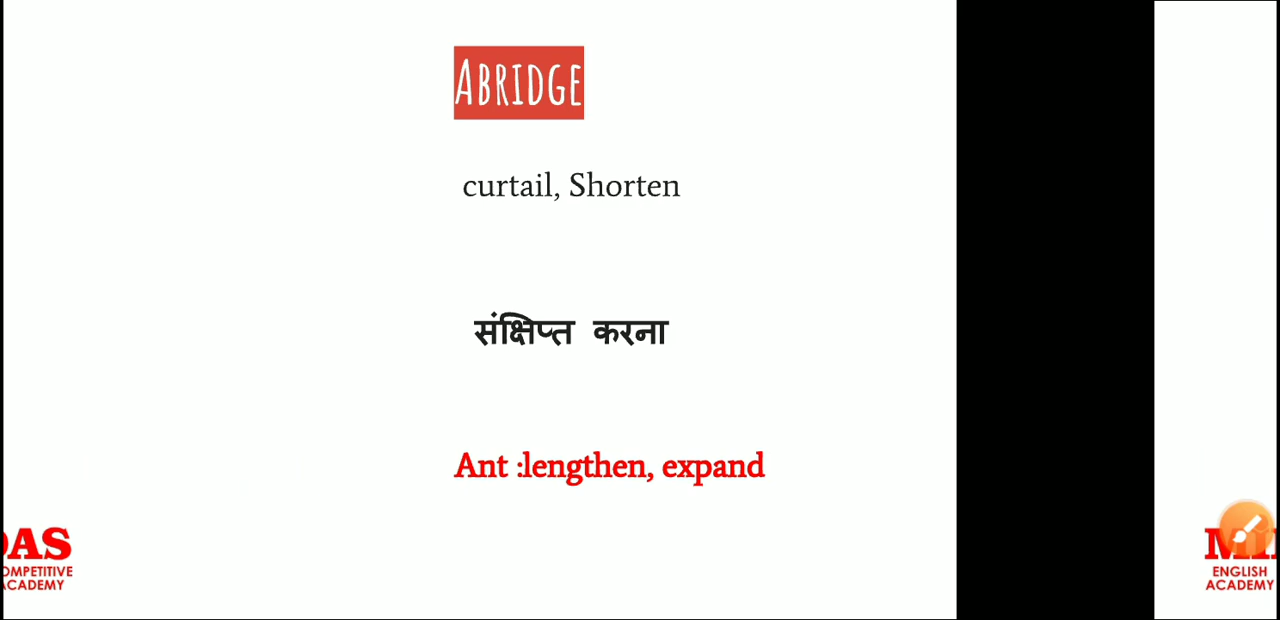 ABRIDGE
curtail, Shorten
संक्षिप्त करना
Ant :lengthen, expand
ENGLISH
ACADEMY